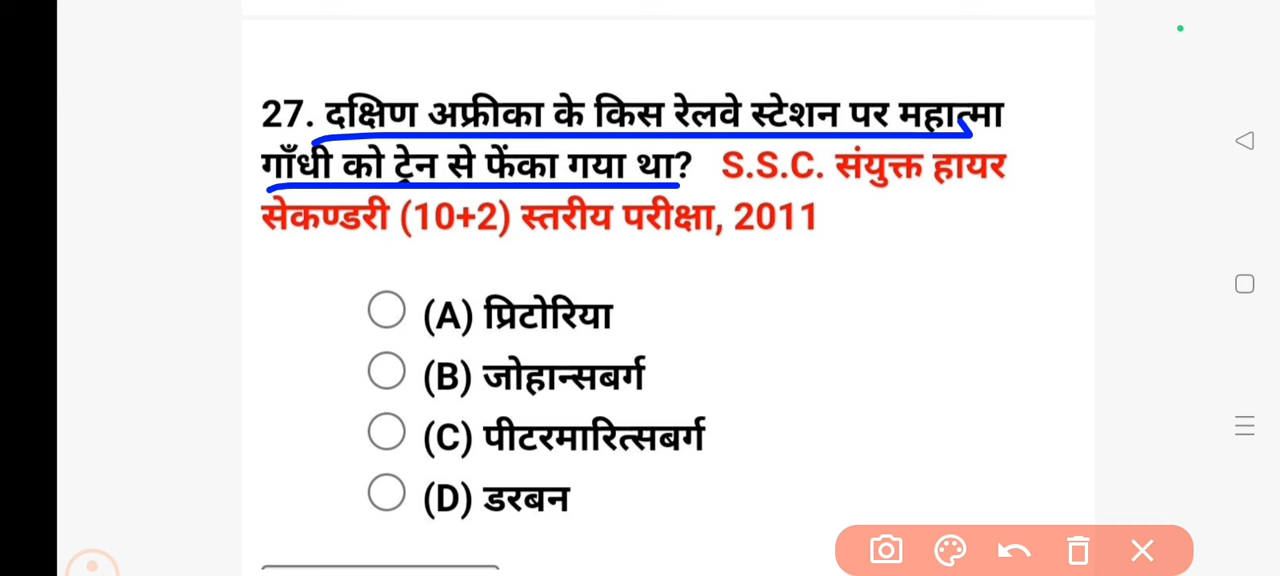 27. दक्षिण अफ्रीका के किस रेलवे स्टेशन पर महात्मा
गाँधी को ट्रेन से फेंका गया था? S.S.C. संयुक्त हायर
सेकण्डरी (10+2) स्तरीय परीक्षा, 2011
(A) प्रिटोरिया
(B) जोहान्सबर्ग
(C) पीटरमारित्सबर्ग
(D) डरबन